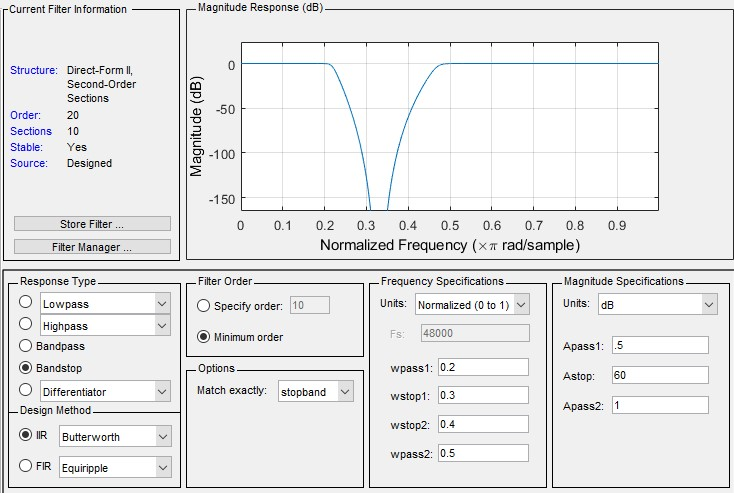 Current Filter Information
Structure: Direct-Form II,
Second-Order
Sections
Order: 20
Sections 10
Stable: Yes
Source: Designed
Store Filter ...
Filter Manager ...
Magnitude Response (dB)
Magnitude (dB)
0
-50
-100
-150
0 0.1 0.2 0.3 0.4 0.5 0.6 0.7 0.8 0.9
Normalized Frequency (×π rad/sample)
Response Type
Lowpass
Highpass
Bandpass
Bandstop
Differentiator
Design Method
IIR Butterworth
FIR Equiripple
Filter Order
Specify order: 10
Minimum order
Options
Match exactly: stopband
Frequency Specifications
Units: Normalized (0 to 1)
Fs: 48000
wpass1: 0.2
wstop1: 0.3
wstop2: 0.4
wpass2: 0.5
Magnitude Specifications
Units: dB
Apass1: .5
Astop: 60
Apass2: 1